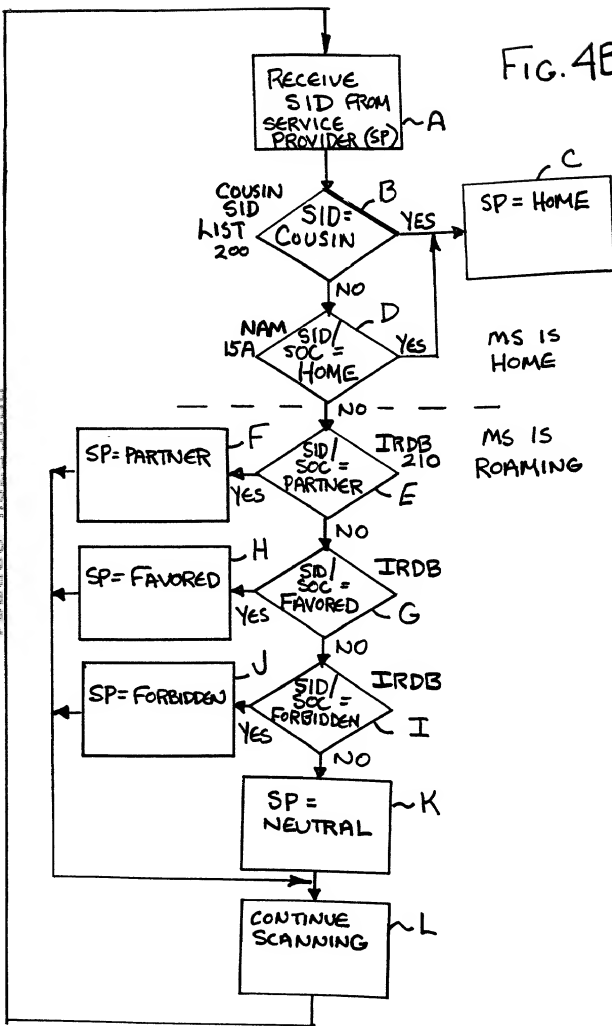 FIG. 4B
RECEIVE
SID FROM
SERVICE
PROVIDER (SP)
A
COUSIN
SID
LIST
200
B
SID=
COUSIN
YES
C
SP = HOME
NO
NAM
15A
D
SID/
SOC =
HOME
YES
MS IS
HOME
NO
MS IS
ROAMING
F
SP=PARTNER
YES
SID/
SOC =
PARTNER
IRDB
210
E
NO
H
SP=FAVORED
YES
SID/
SOC =
FAVORED
IRDB
G
NO
J
SP=FORBIDDEN
YES
SID/
SOC =
FORBIDDEN
IRDB
I
NO
SP =
NEUTRAL
K
CONTINUE
SCANNING
L